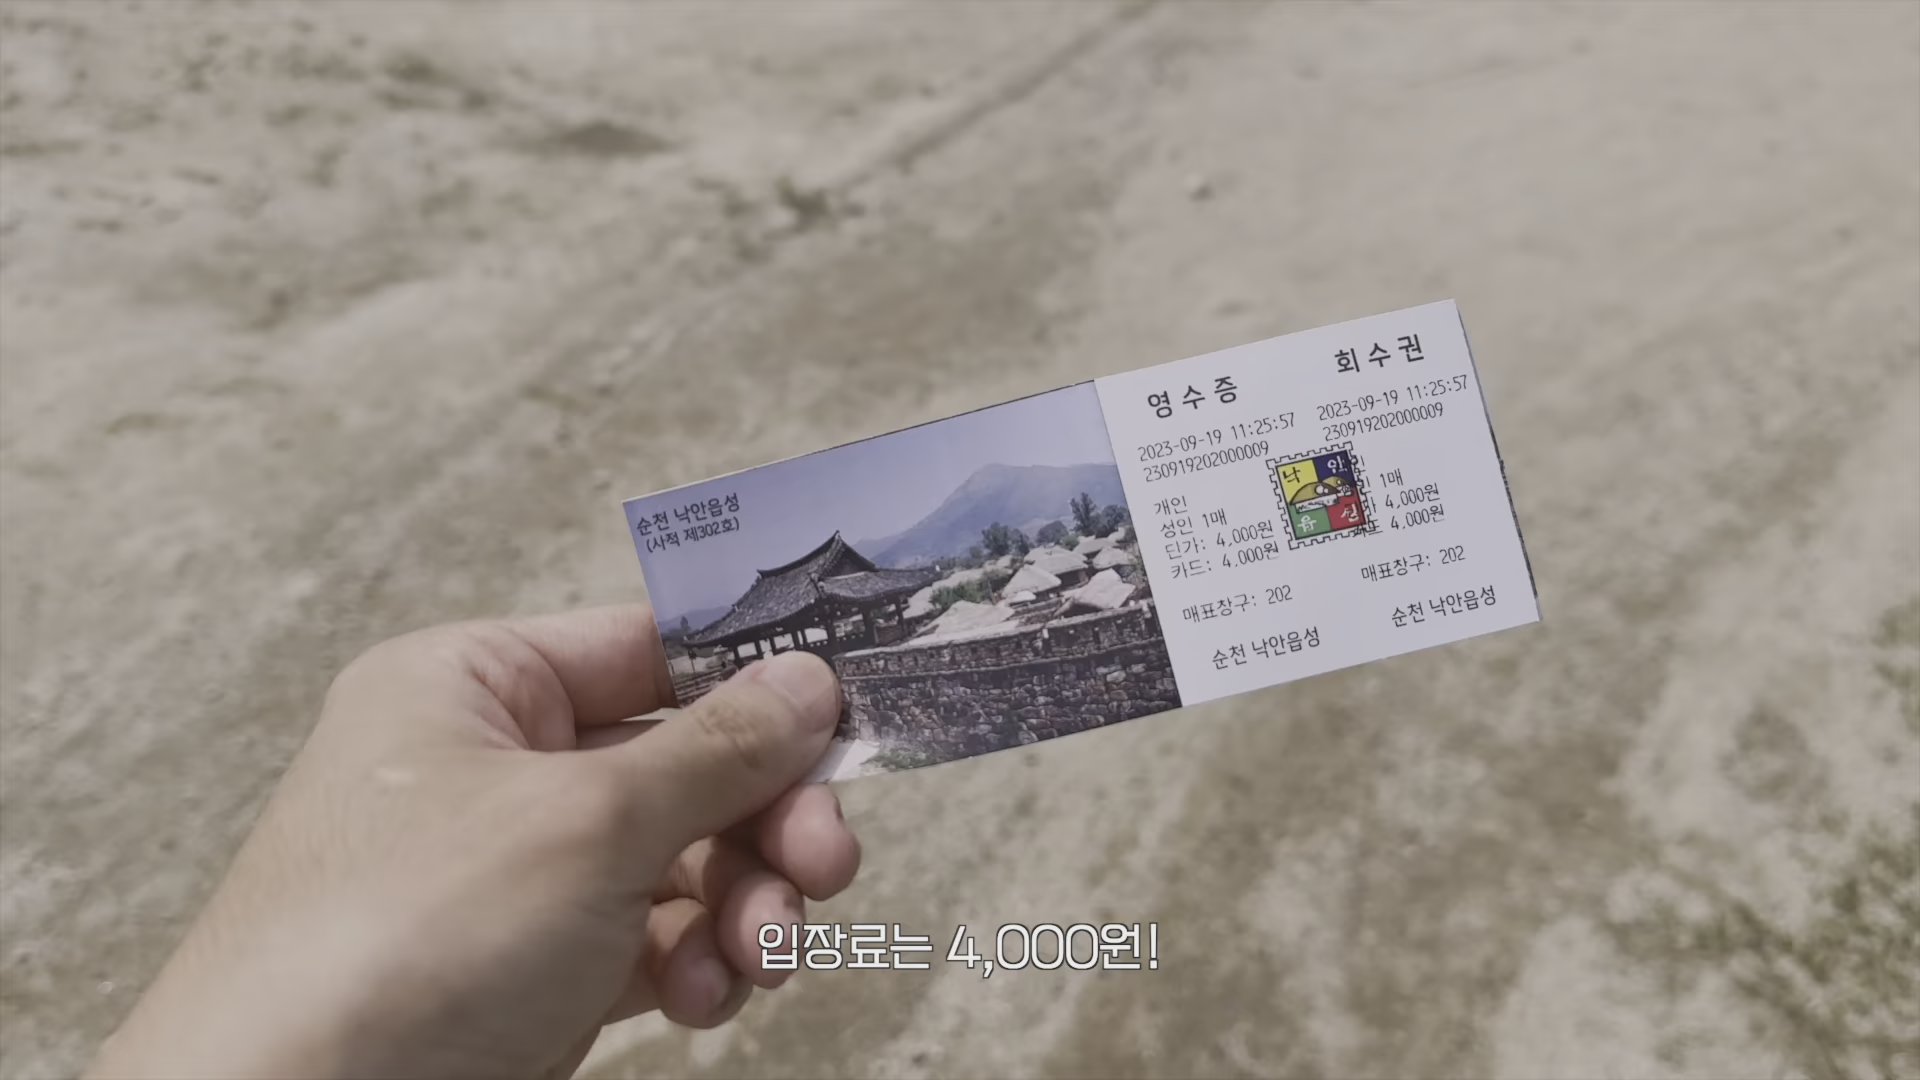 순천 낙안읍성
(사적 제302호)
영수증
2023-09-19 11:25:57
230919202000009
개인
성인 1매
단가: 4,000원
카드: 4,000원
매표창구: 202
순천 낙안읍성
회수권
2023-09-19 11:25:57
230919202000009
낙안
읍성
1매
4,000원
4,000원
매표창구: 202
순천 낙안읍성
입장료는 4,000원!